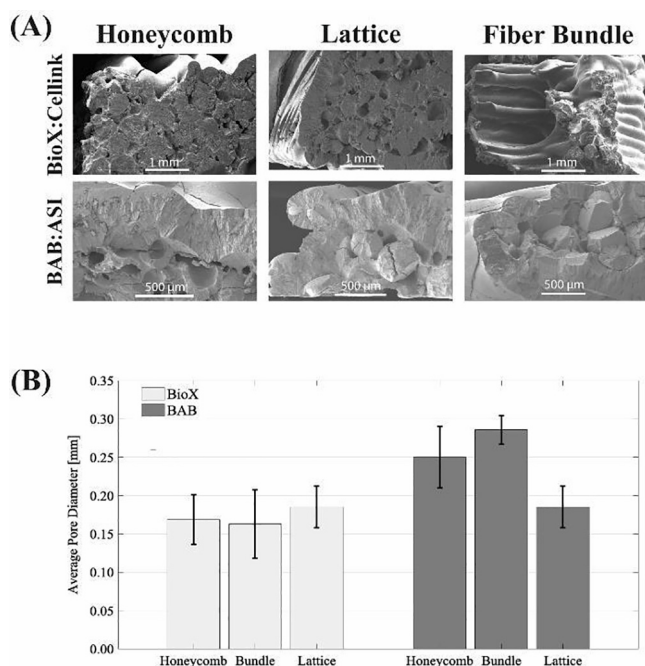 (A)
Honeycomb
Lattice
Fiber Bundle
BioX:Cellink
1 mm
1 mm
1 mm
BAB:ASI
500 µm
500 µm
500 µm
(B)
Average Pore Diameter [mm]
0.35
0.30
0.25
0.20
0.15
0.10
0.05
0.00
BioX
BAB
Honeycomb Bundle Lattice Honeycomb Bundle Lattice